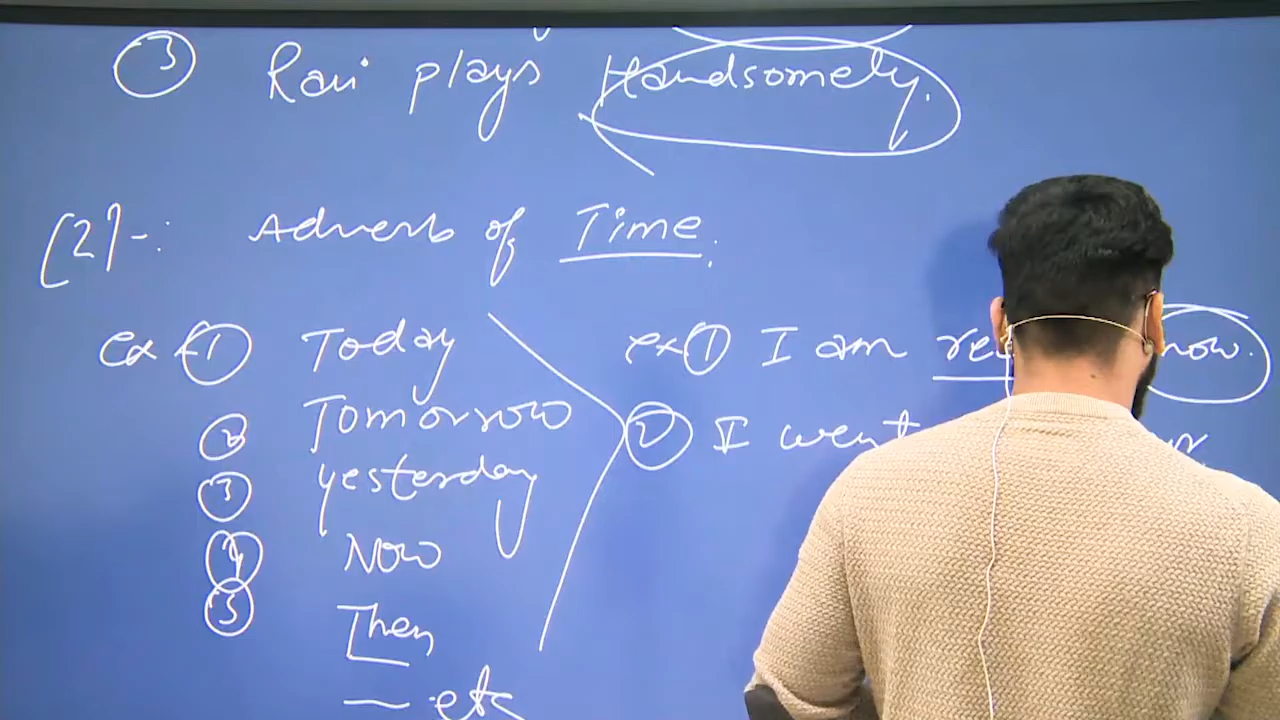 3 Ravi plays Handsomely.
[2]-: Adverb of Time.
ex 1 Today
Tomorrow
3 yesterday
4 Now
5 Then
— etc
ex 1 I am now.
2 I went